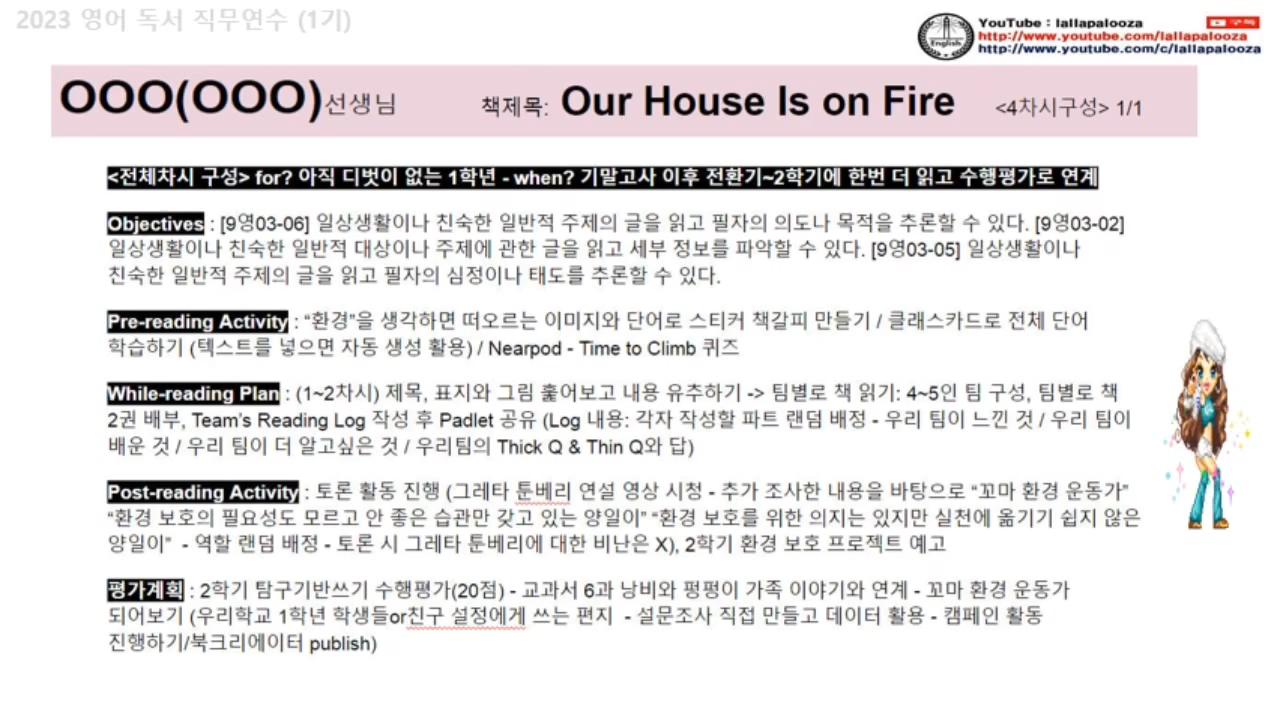 2023 영어 독서 직무연수 (1기)
English
YouTube : lallapalooza
http://www.youtube.com/lallapalooza
http://www.youtube.com/c/lallapalooza
OOO(OOO)선생님 책제목: Our House Is on Fire <4차시구성> 1/1
<전체차시 구성> for? 아직 디벗이 없는 1학년 - when? 기말고사 이후 전환기~2학기에 한번 더 읽고 수행평가로 연계
Objectives : [9영03-06] 일상생활이나 친숙한 일반적 주제의 글을 읽고 필자의 의도나 목적을 추론할 수 있다. [9영03-02]
일상생활이나 친숙한 일반적 대상이나 주제에 관한 글을 읽고 세부 정보를 파악할 수 있다. [9영03-05] 일상생활이나
친숙한 일반적 주제의 글을 읽고 필자의 심정이나 태도를 추론할 수 있다.
Pre-reading Activity : “환경”을 생각하면 떠오르는 이미지와 단어로 스티커 책갈피 만들기 / 클래스카드로 전체 단어
학습하기 (텍스트를 넣으면 자동 생성 활용) / Nearpod - Time to Climb 퀴즈
While-reading Plan : (1~2차시) 제목, 표지와 그림 훑어보고 내용 유추하기 -> 팀별로 책 읽기: 4~5인 팀 구성, 팀별로 책
2권 배부, Team’s Reading Log 작성 후 Padlet 공유 (Log 내용: 각자 작성할 파트 랜덤 배정 - 우리 팀이 느낀 것 / 우리 팀이
배운 것 / 우리 팀이 더 알고싶은 것 / 우리팀의 Thick Q & Thin Q와 답)
Post-reading Activity : 토론 활동 진행 (그레타 툰베리 연설 영상 시청 - 추가 조사한 내용을 바탕으로 “꼬마 환경 운동가”
“환경 보호의 필요성도 모르고 안 좋은 습관만 갖고 있는 양일이” “환경 보호를 위한 의지는 있지만 실천에 옮기기 쉽지 않은
양일이” - 역할 랜덤 배정 - 토론 시 그레타 툰베리에 대한 비난은 X), 2학기 환경 보호 프로젝트 예고
평가계획 : 2학기 탐구기반쓰기 수행평가(20점) - 교과서 6과 낭비와 펑펑이 가족 이야기와 연계 - 꼬마 환경 운동가
되어보기 (우리학교 1학년 학생들or친구 설정에게 쓰는 편지 - 설문조사 직접 만들고 데이터 활용 - 캠페인 활동
진행하기/북크리에이터 publish)